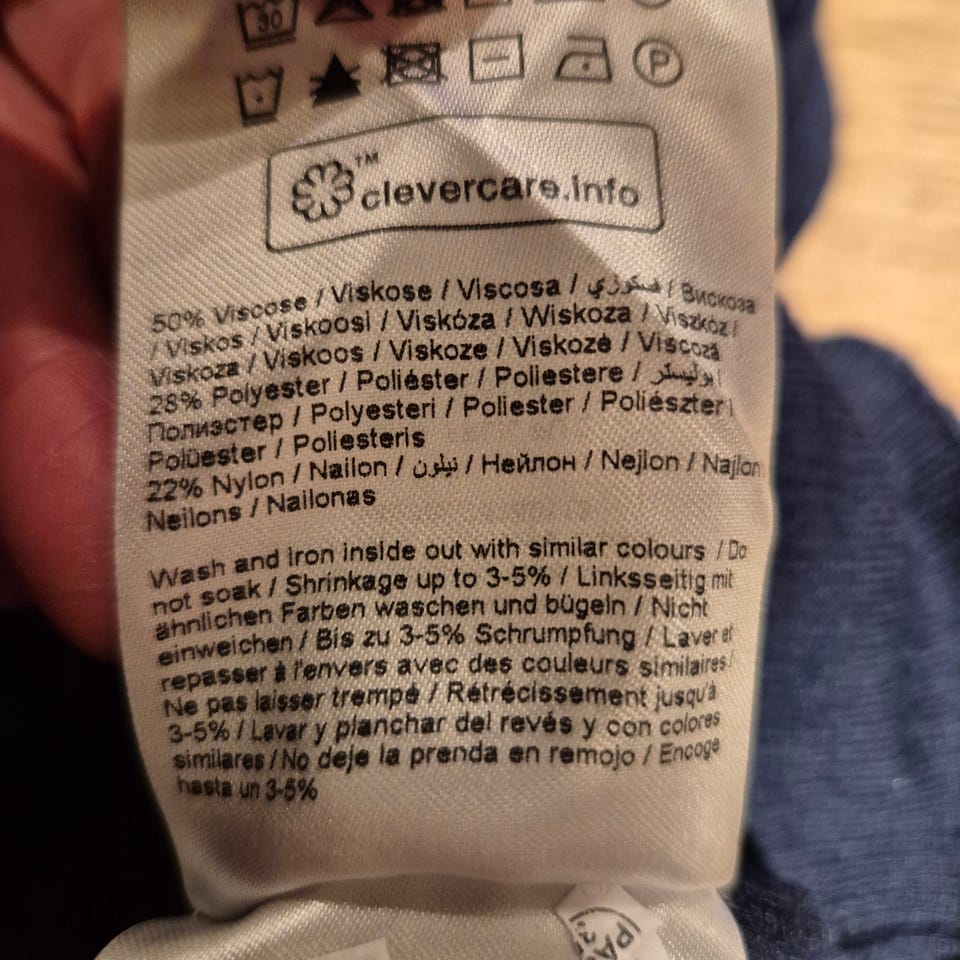 30
P
™clevercare.info
50% Viscose / Viskose / Viscosa / فسكوزي / Вискоза
/ Viskos / Viskoosi / Viskóza / Wiskoza / Viszkóz /
Viskoza / Viskoos / Viskoze / Viskozė / Viscoză
28% Polyester / Poliéster / Poliestere / بوليستر /
Полиэстер / Polyesteri / Poliester / Poliészter /
Polüester / Poliesteris
22% Nylon / Nailon / نيلون / Нейлон / Nejlon / Najlon
Neilons / Nailonas
Wash and iron inside out with similar colours / Do
not soak / Shrinkage up to 3-5% / Linksseitig mit
ähnlichen Farben waschen und bügeln / Nicht
einweichen / Bis zu 3-5% Schrumpfung / Laver et
repasser à l'envers avec des couleurs similaires /
Ne pas laisser trempé / Rétrécissement jusqu'à
3-5% / Lavar y planchar del revés y con colores
similares / No deje la prenda en remojo / Encoge
hasta un 3-5%